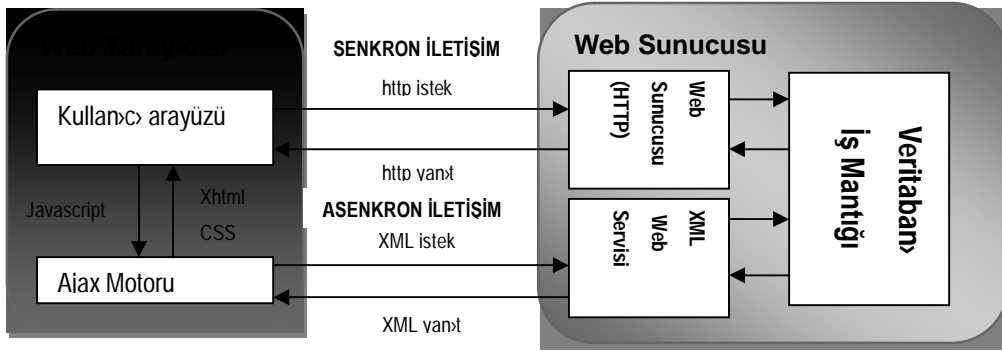 Web Tarayıcısı
SENKRON İLETİŞİM
Web Sunucusu
http istek
Kullan›c› arayüzü
Web
Sunucusu
(HTTP)
http yan›t
Veritaban›
İş Mantığı
Javascript
Xhtml
CSS
ASENKRON İLETİŞİM
XML istek
XML
Web
Servisi
Ajax Motoru
XML yan›t